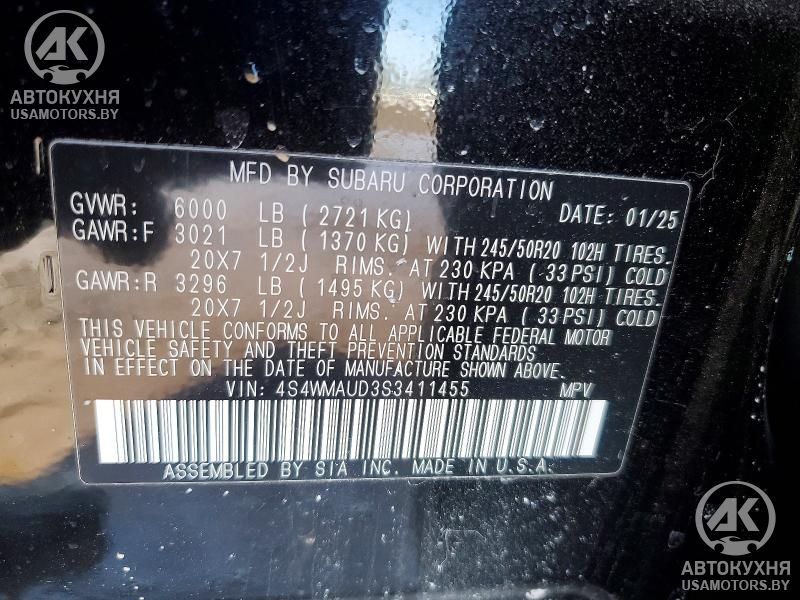 AK
АВТОКУХНЯ
USAMOTORS.BY
MFD BY SUBARU CORPORATION
GVWR: 6000 LB ( 2721 KG) DATE: 01/25
GAWR:F 3021 LB ( 1370 KG) WITH 245/50R20 102H TIRES.
20X7 1/2J RIMS. AT 230 KPA ( 33 PSI) COLD
GAWR:R 3296 LB ( 1495 KG) WITH 245/50R20 102H TIRES.
20X7 1/2J RIMS. AT 230 KPA ( 33 PSI) COLD
THIS VEHICLE CONFORMS TO ALL APPLICABLE FEDERAL MOTOR
VEHICLE SAFETY AND THEFT PREVENTION STANDARDS
IN EFFECT ON THE DATE OF MANUFACTURE SHOWN ABOVE.
VIN: 4S4WMAUD3S3411455 MPV
ASSEMBLED BY SIA INC. MADE IN U.S.A.
AK
АВТОКУХНЯ
USAMOTORS.BY